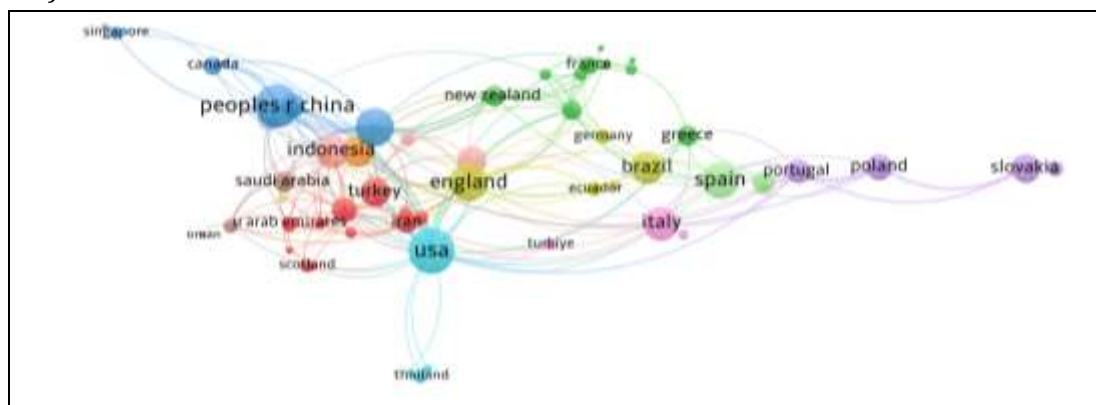 singapore
canada
france
peoples r china
new zealand
germany
greece
indonesia
brazil
portugal
poland
slovakia
saudi arabia
turkey
england
ecuador
spain
u arab emirates
iran
italy
oman
usa
turkiye
scotland
thailand